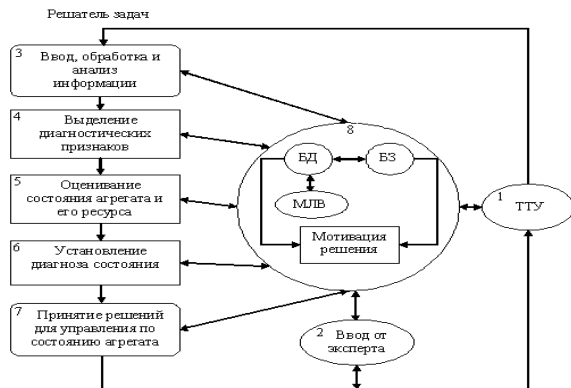 Решатель задач
3 Ввод, обработка и
анализ
информации
4 Выделение
диагностических
признаков
5 Оценивание
состояния агрегата и
его ресурса
6 Установление
диагноза состояния
7 Принятие решений
для управления по
состоянию агрегата
8
БД
БЗ
МЛВ
Мотивация
решения
1 ТТУ
2 Ввод от
эксперта